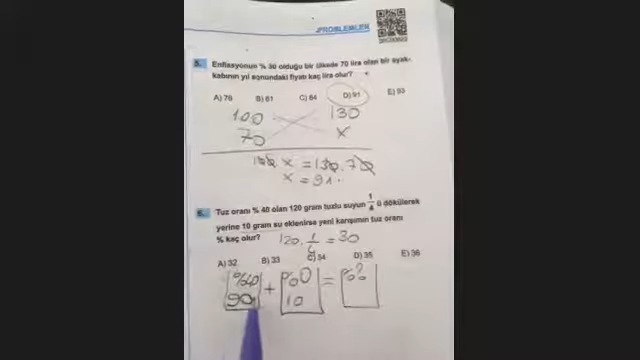 PROBLEMLER
5. Enflasyonun % 30 olduğu bir ülkede 70 lira olan bir ayak-
kabının yıl sonundaki fiyatı kaç lira olur?
A) 76 B) 81 C) 84 D) 91 E) 93
100 130
70 x
100 x = 130.70
x = 91.
6. Tuz oranı % 40 olan 120 gram tuzlu suyun 1/4 ü dökülerek
yerine 10 gram su eklenirse yeni karışımın tuz oranı
% kaç olur? 120. 1/4 = 30
A) 32 B) 33 C) 34 D) 35 E) 36
%40 + %0 = %?
90 10